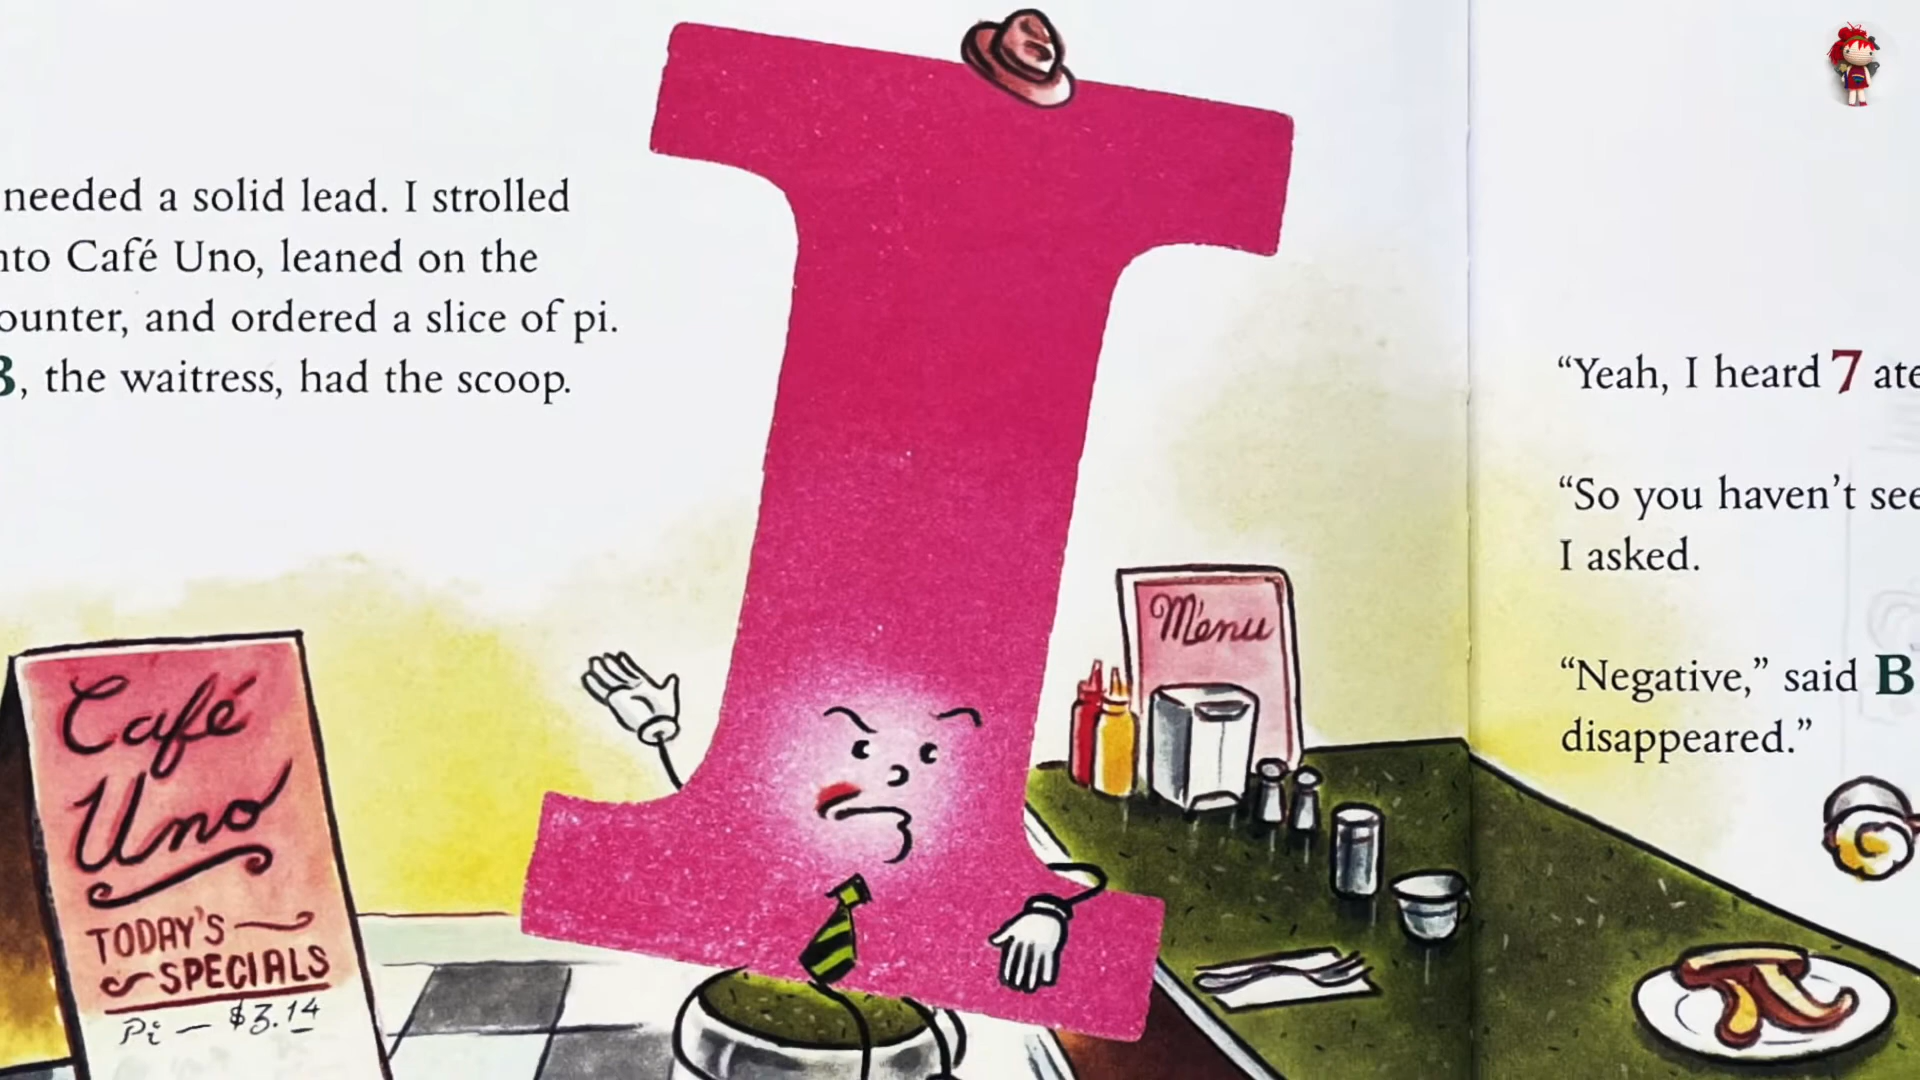 needed a solid lead. I strolled
nto Café Uno, leaned on the
ounter, and ordered a slice of pi.
B, the waitress, had the scoop.
Café
Uno
TODAY'S
SPECIALS
Pi — $3.14
Menu
“Yeah, I heard 7 ate
“So you haven't see
I asked.
“Negative,” said B
disappeared.”